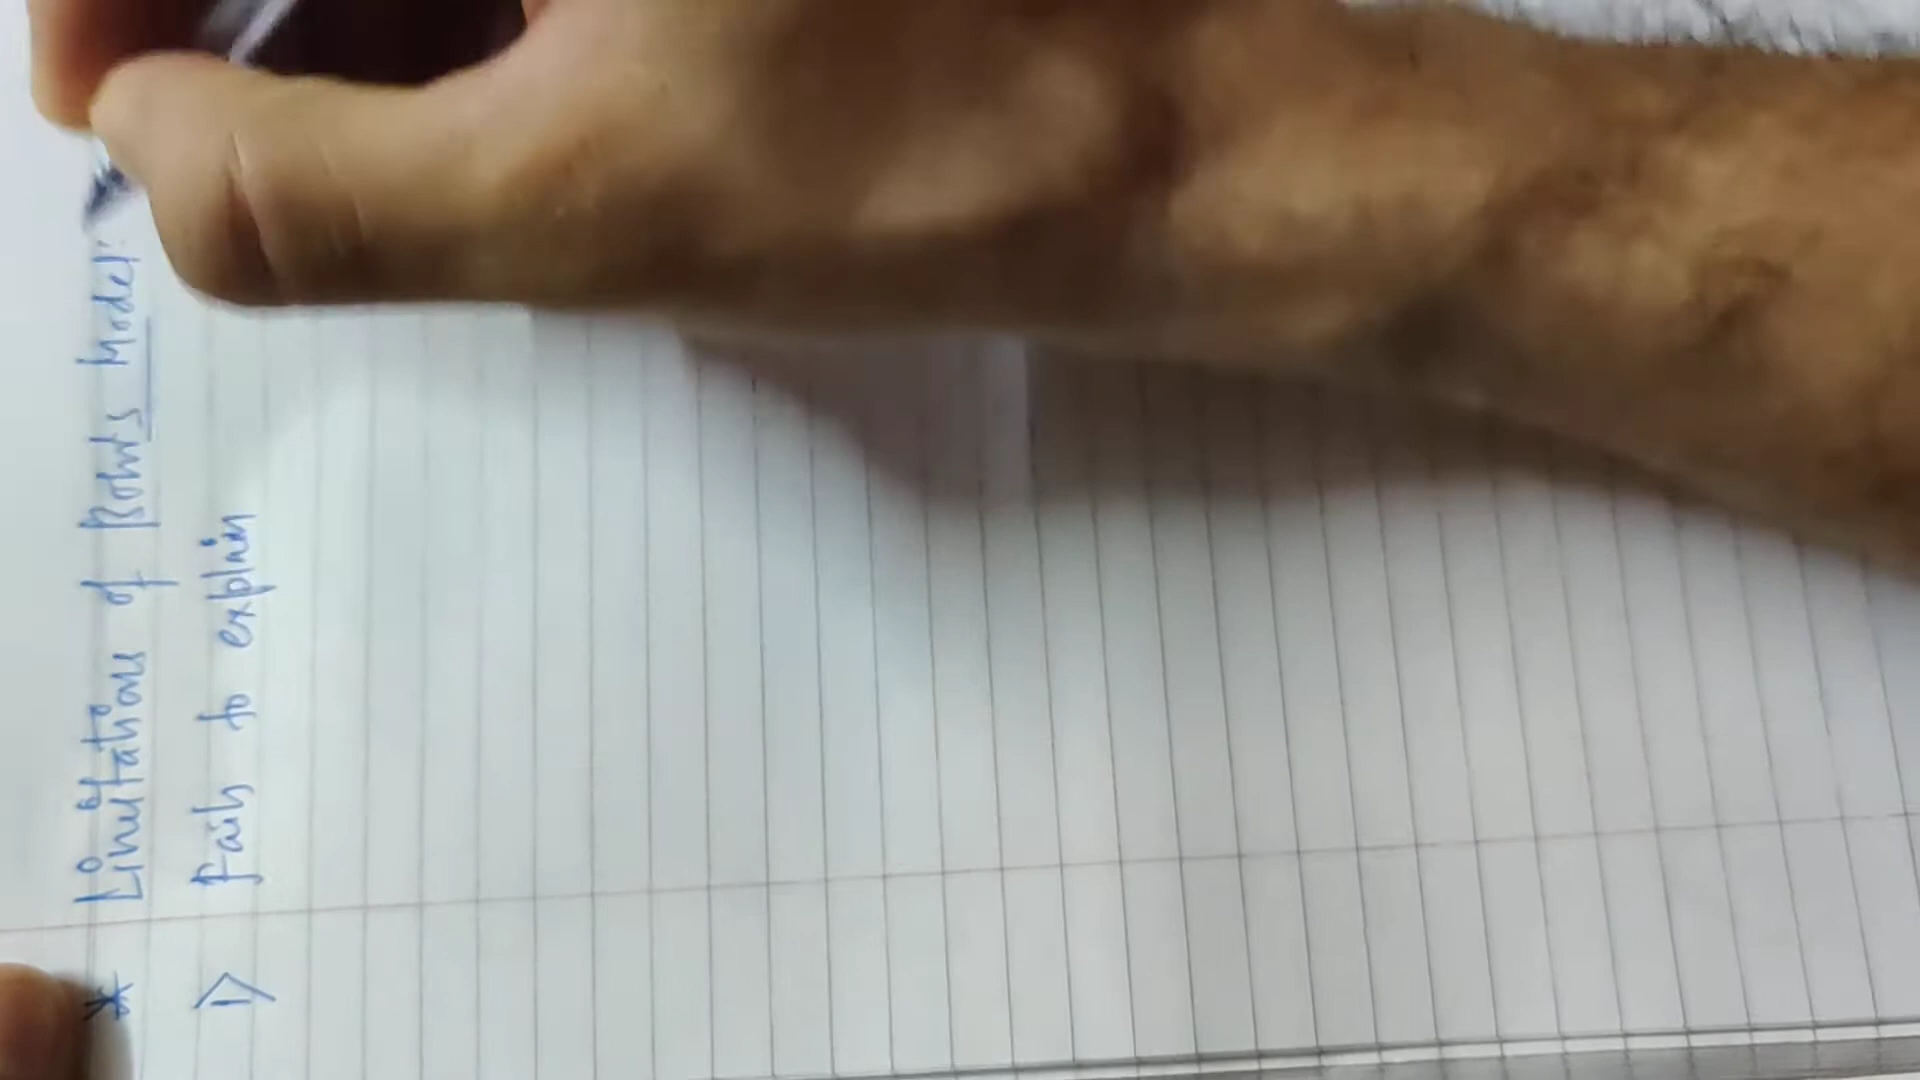 * Limitations of Bohr's Model:
1> Fails to explain